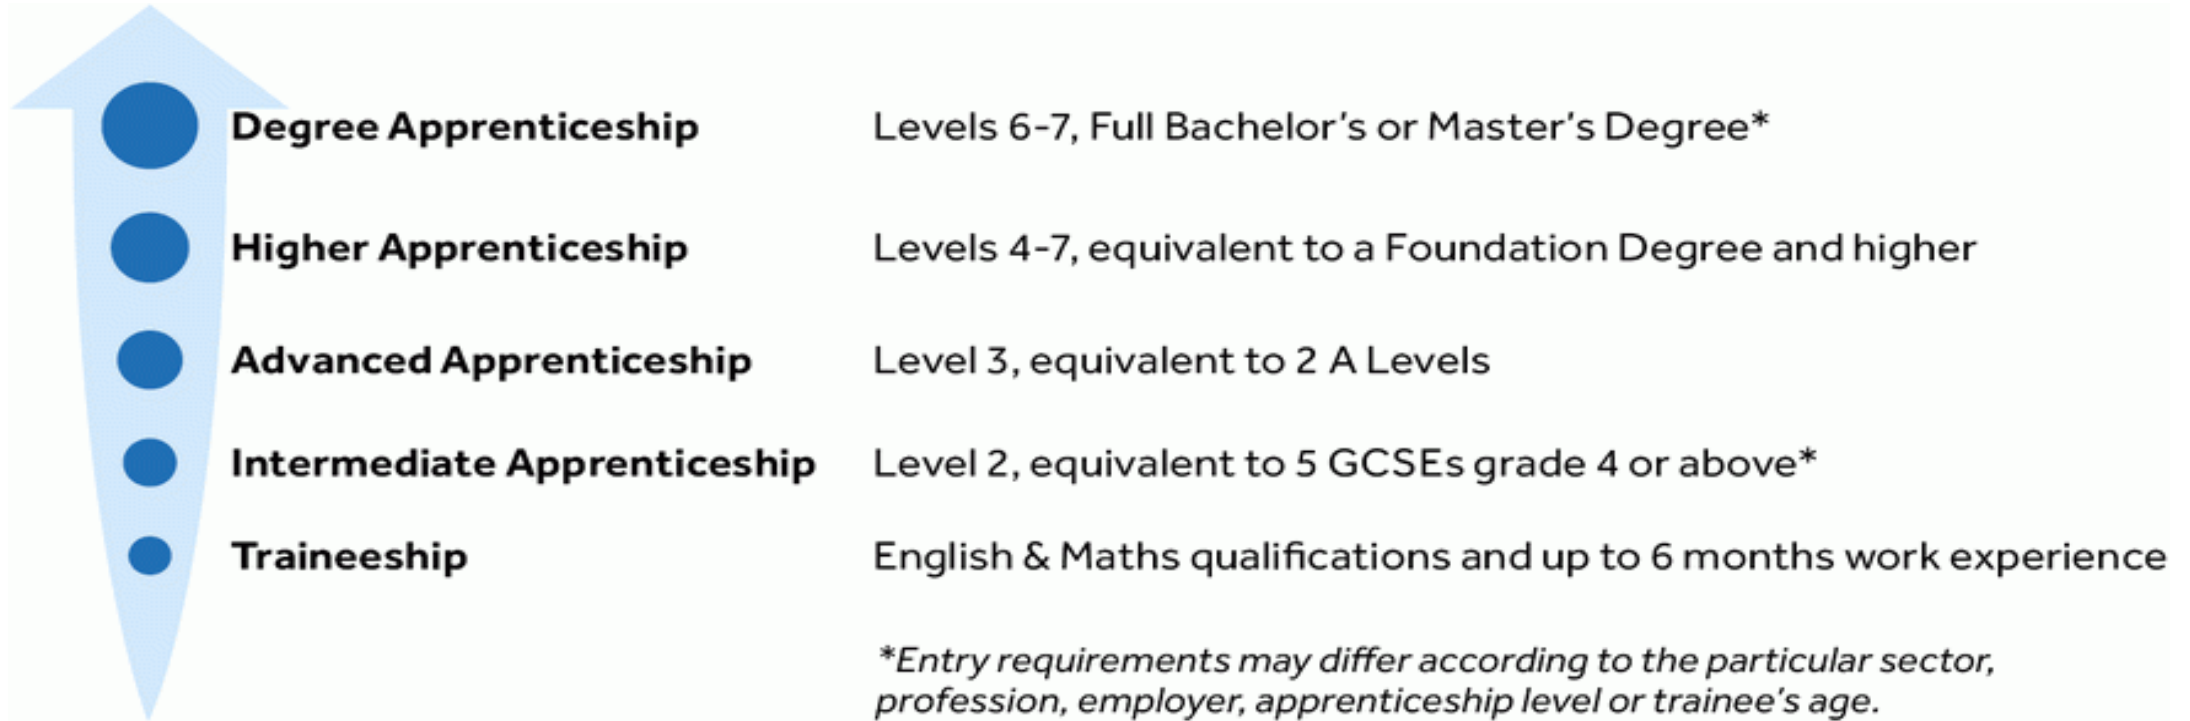 Degree Apprenticeship Levels 6-7, Full Bachelor's or Master's Degree*
Higher Apprenticeship Levels 4-7, equivalent to a Foundation Degree and higher
Advanced Apprenticeship Level 3, equivalent to 2 A Levels
Intermediate Apprenticeship Level 2, equivalent to 5 GCSEs grade 4 or above*
Traineeship English & Maths qualifications and up to 6 months work experience
*Entry requirements may differ according to the particular sector,
profession, employer, apprenticeship level or trainee's age.